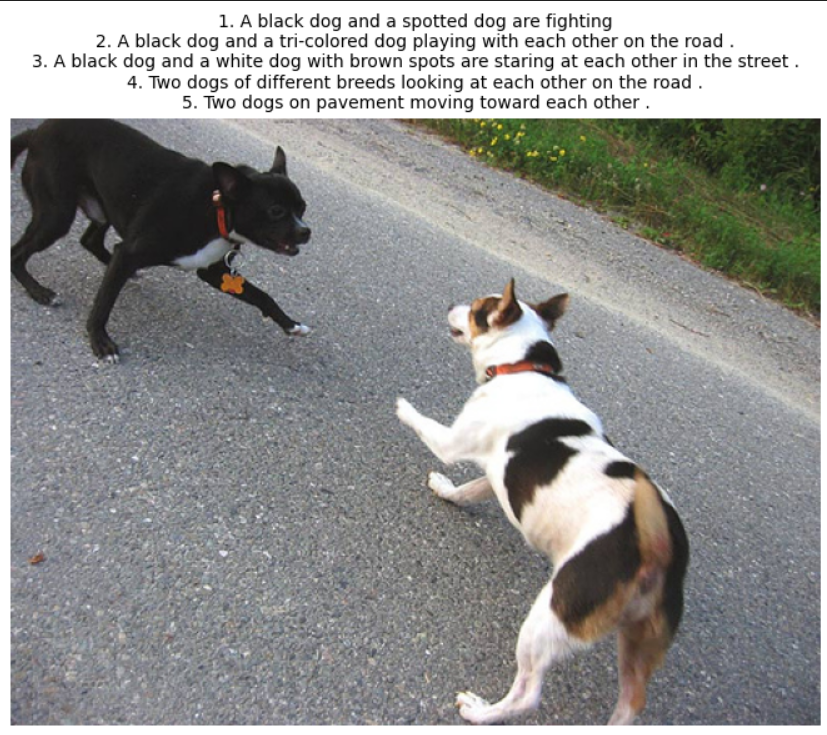 1. A black dog and a spotted dog are fighting
2. A black dog and a tri-colored dog playing with each other on the road .
3. A black dog and a white dog with brown spots are staring at each other in the street .
4. Two dogs of different breeds looking at each other on the road .
5. Two dogs on pavement moving toward each other .